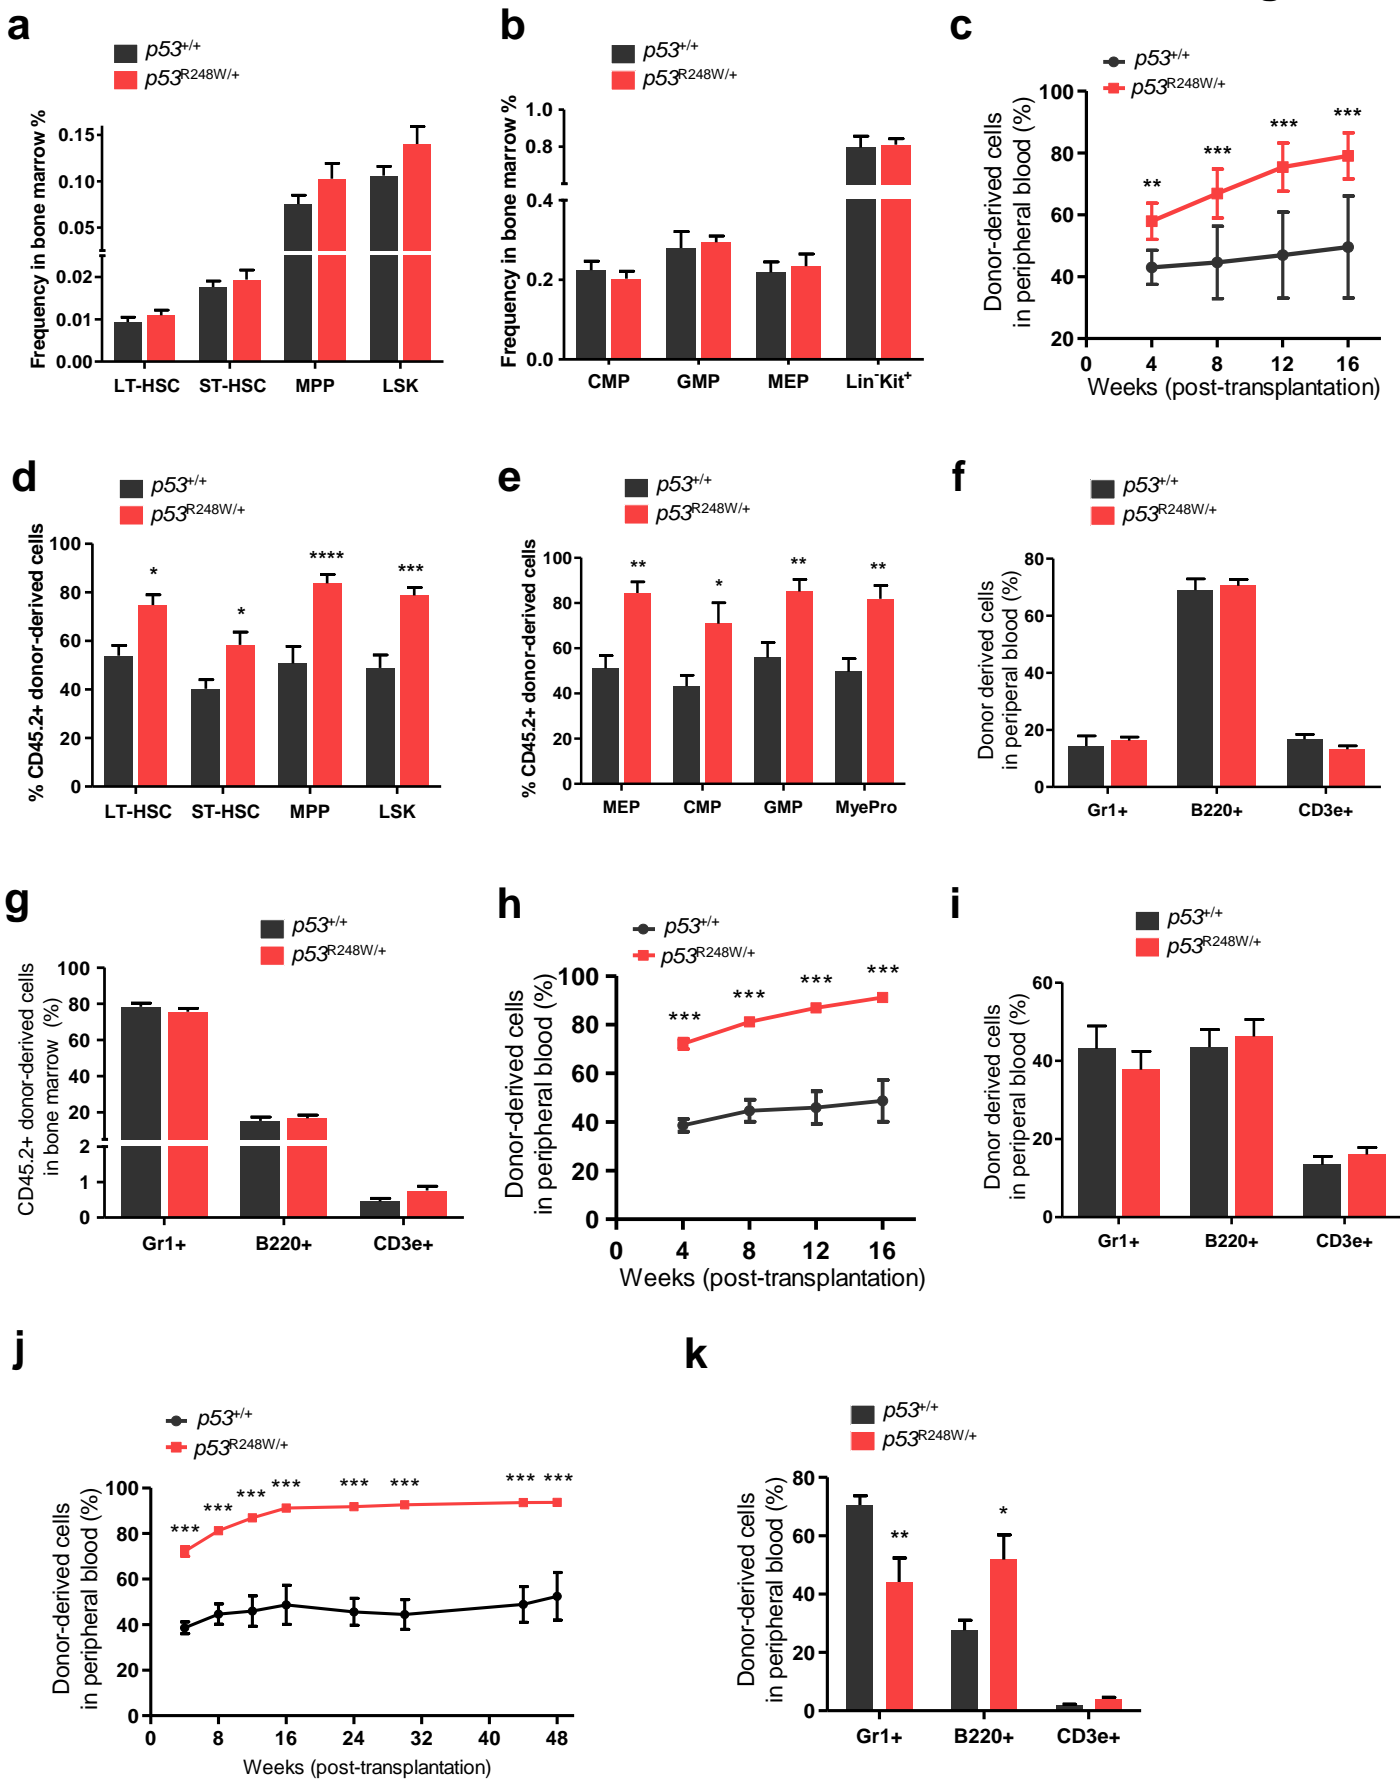 a
p53+/+
p53R248W/+
Frequency in bone marrow %
0.15
0.10
0.05
0.02
0.01
0.00
LT-HSC ST-HSC MPP LSK
b
p53+/+
p53R248W/+
Frequency in bone marrow %
1.0
0.8
0.4
0.2
0.0
CMP GMP MEP Lin-Kit+
c
p53+/+
p53R248W/+
Donor-derived cells
in peripheral blood (%)
100
80
60
40
20
** *** *** ***
0 4 8 12 16
Weeks (post-transplantation)
d
p53+/+
p53R248W/+
% CD45.2+ donor-derived cells
100
80
60
40
20
0
* * **** ***
LT-HSC ST-HSC MPP LSK
e
p53+/+
p53R248W/+
% CD45.2+ donor-derived cells
100
80
60
40
20
0
** * ** **
MEP CMP GMP MyePro
f
p53+/+
p53R248W/+
Donor derived cells
in periperal blood (%)
80
60
40
20
0
Gr1+ B220+ CD3e+
g
p53+/+
p53R248W/+
CD45.2+ donor-derived cells
in bone marrow (%)
100
80
60
40
20
2
1
0
Gr1+ B220+ CD3e+
h
p53+/+
p53R248W/+
Donor-derived cells
in peripheral blood (%)
100
80
60
40
20
0
*** *** *** ***
0 4 8 12 16
Weeks (post-transplantation)
i
p53+/+
p53R248W/+
Donor derived cells
in periperal blood (%)
60
40
20
0
Gr1+ B220+ CD3e+
j
p53+/+
p53R248W/+
Donor-derived cells
in peripheral blood (%)
100
80
60
40
20
0
*** *** *** *** *** *** *** ***
0 8 16 24 32 40 48
Weeks (post-transplantation)
k
p53+/+
p53R248W/+
Donor-derived cells
in peripheral blood (%)
80
60
40
20
0
** *
Gr1+ B220+ CD3e+